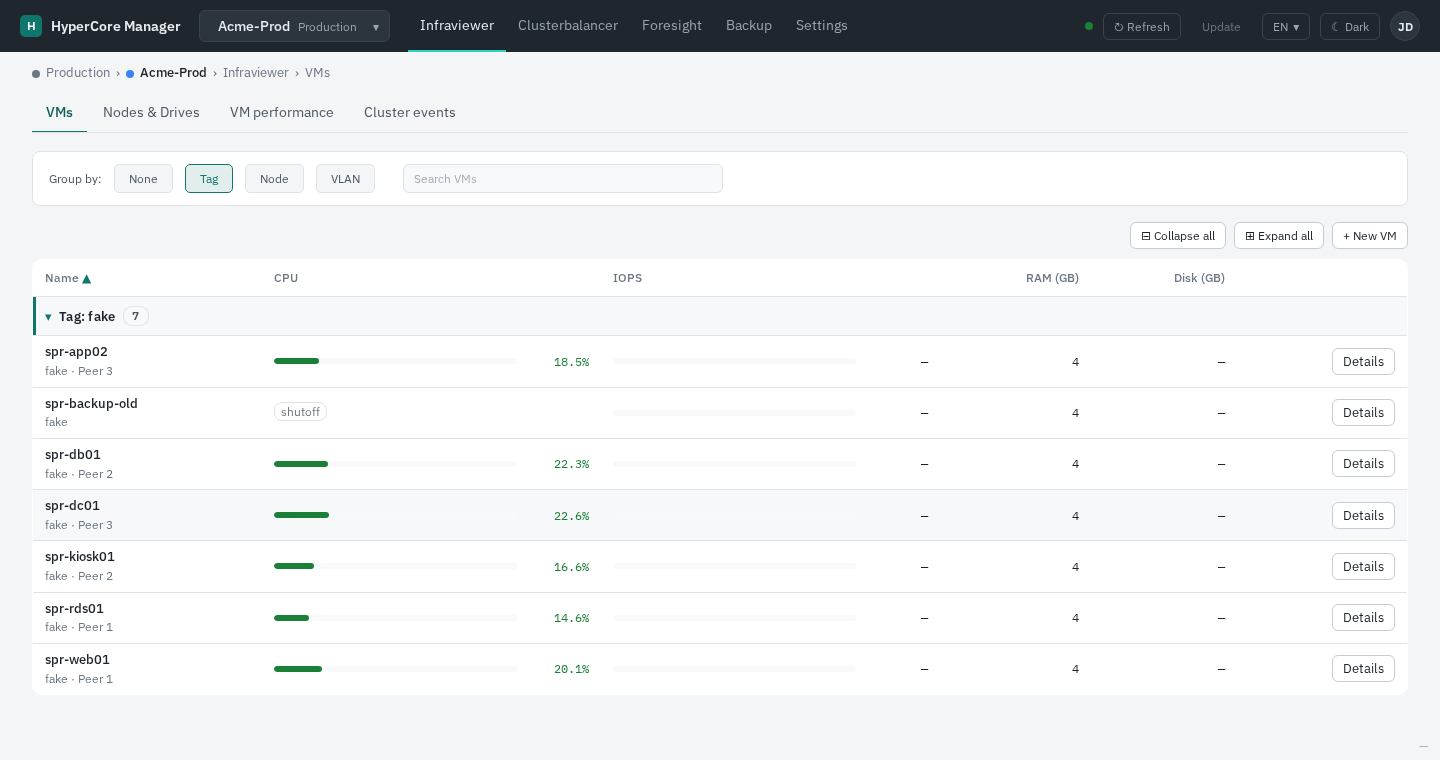 H HyperCore Manager Acme-Prod Production ▾ Infraviewer Clusterbalancer Foresight Backup Settings ↻ Refresh Update EN ▾ ☾ Dark JD
Production › Acme-Prod › Infraviewer › VMs
VMs Nodes & Drives VM performance Cluster events
Group by: None Tag Node VLAN Search VMs
⊟ Collapse all ⊞ Expand all + New VM
Name ▲ CPU IOPS RAM (GB) Disk (GB)
▾ Tag: fake 7
spr-app02
fake · Peer 3
18.5% — 4 — Details
spr-backup-old
fake
shutoff — 4 — Details
spr-db01
fake · Peer 2
22.3% — 4 — Details
spr-dc01
fake · Peer 3
22.6% — 4 — Details
spr-kiosk01
fake · Peer 2
16.6% — 4 — Details
spr-rds01
fake · Peer 1
14.6% — 4 — Details
spr-web01
fake · Peer 1
20.1% — 4 — Details
—